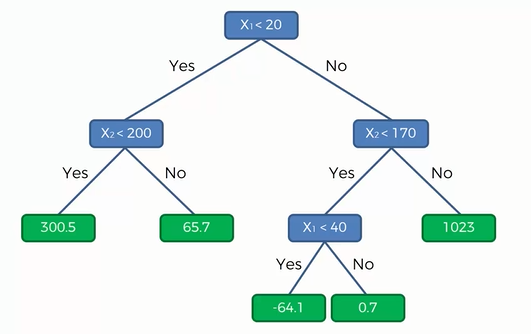 X₁ < 20
Yes
No
X₂ < 200
X₂ < 170
Yes
No
Yes
No
300.5
65.7
X₁ < 40
1023
Yes
No
-64.1
0.7